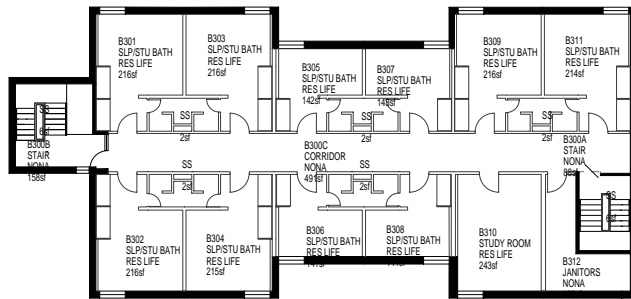 B301
SLP/STU BATH
RES LIFE
216sf
B303
SLP/STU BATH
RES LIFE
216sf
B305
SLP/STU BATH
RES LIFE
142sf
B307
SLP/STU BATH
RES LIFE
B309
SLP/STU BATH
RES LIFE
216sf
B311
SLP/STU BATH
RES LIFE
214sf
SS
6sf
B300B
STAIR
NONA
158sf
SS
2sf
SS
2sf
SS
2sf
B300A
STAIR
NONA
88sf
B300C
CORRIDOR
NONA
491sf
SS
2sf
SS
2sf
SS
6sf
B302
SLP/STU BATH
RES LIFE
216sf
B304
SLP/STU BATH
RES LIFE
215sf
B306
SLP/STU BATH
RES LIFE
B308
SLP/STU BATH
RES LIFE
B310
STUDY ROOM
RES LIFE
243sf
B312
JANITORS
NONA